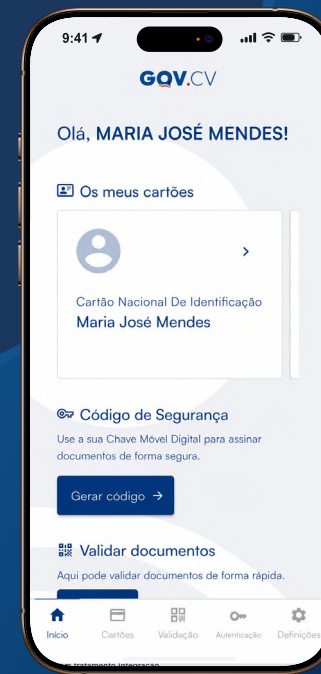 9:41
GOV.CV
Olá, MARIA JOSÉ MENDES!
Os meus cartões
Cartão Nacional De Identificação
Maria José Mendes
Código de Segurança
Use a sua Chave Móvel Digital para assinar
documentos de forma segura.
Gerar código →
Validar documentos
Aqui pode validar documentos de forma rápida.
Início Cartões Validação Autenticação Definições
tratamento integração